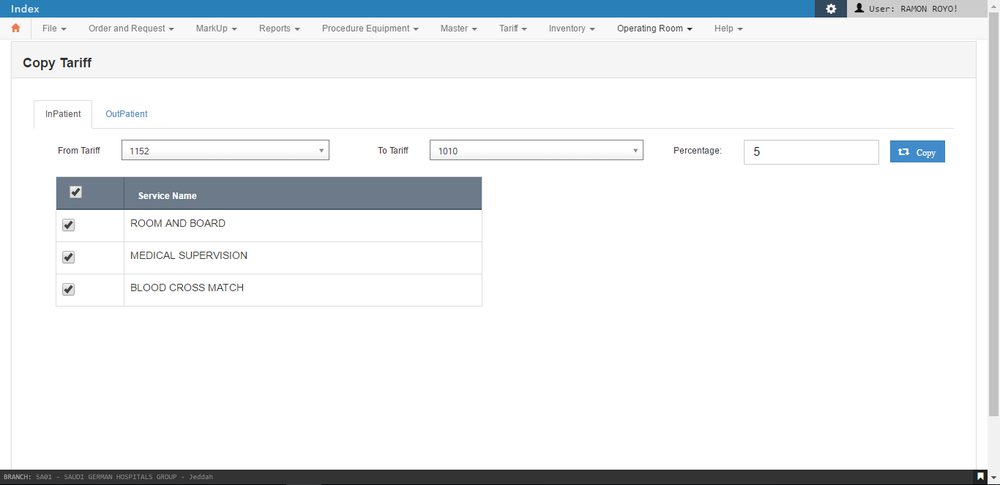 Index
User: RAMON ROYO!
File Order and Request MarkUp Reports Procedure Equipment Master Tariff Inventory Operating Room Help
Copy Tariff
InPatient OutPatient
From Tariff 1152 To Tariff 1010 Percentage: 5 Copy
Service Name
ROOM AND BOARD
MEDICAL SUPERVISION
BLOOD CROSS MATCH
BRANCH: SA01 - SAUDI GERMAN HOSPITALS GROUP - Jeddah